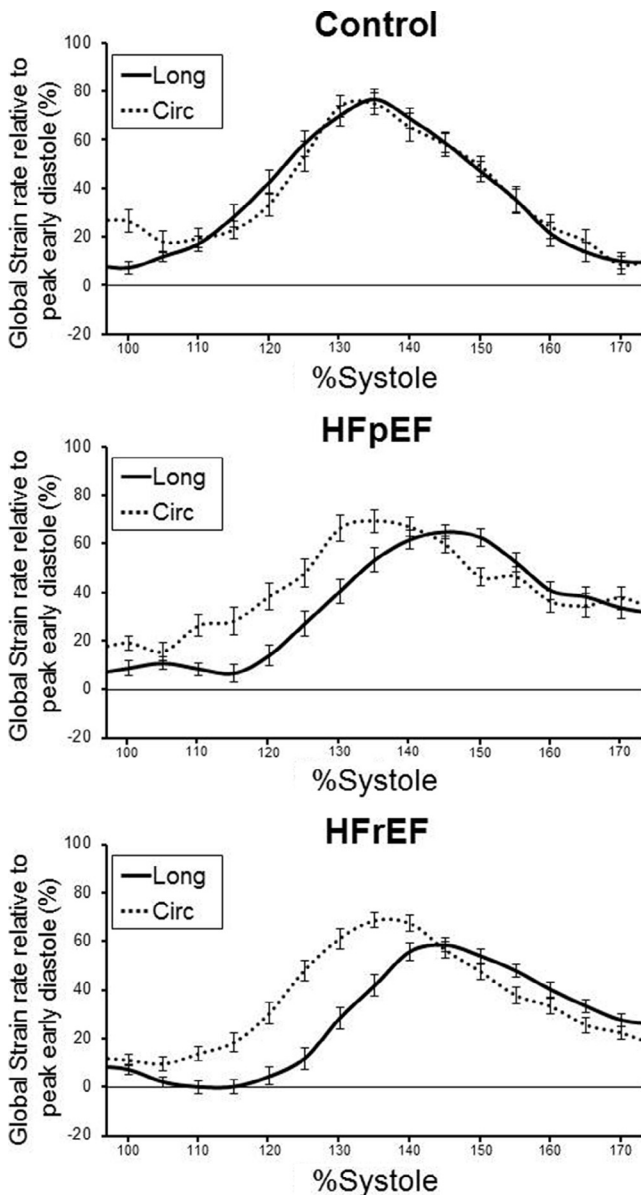 Control
Global Strain rate relative to
peak early diastole (%)
100
80
60
40
20
0
-20
Long
Circ
100 110 120 130 140 150 160 170
%Systole
HFpEF
Global Strain rate relative to
peak early diastole (%)
100
80
60
40
20
0
-20
Long
Circ
100 110 120 130 140 150 160 170
%Systole
HFrEF
Global Strain rate relative to
peak early diastole (%)
100
80
60
40
20
0
-20
Long
Circ
100 110 120 130 140 150 160 170
%Systole